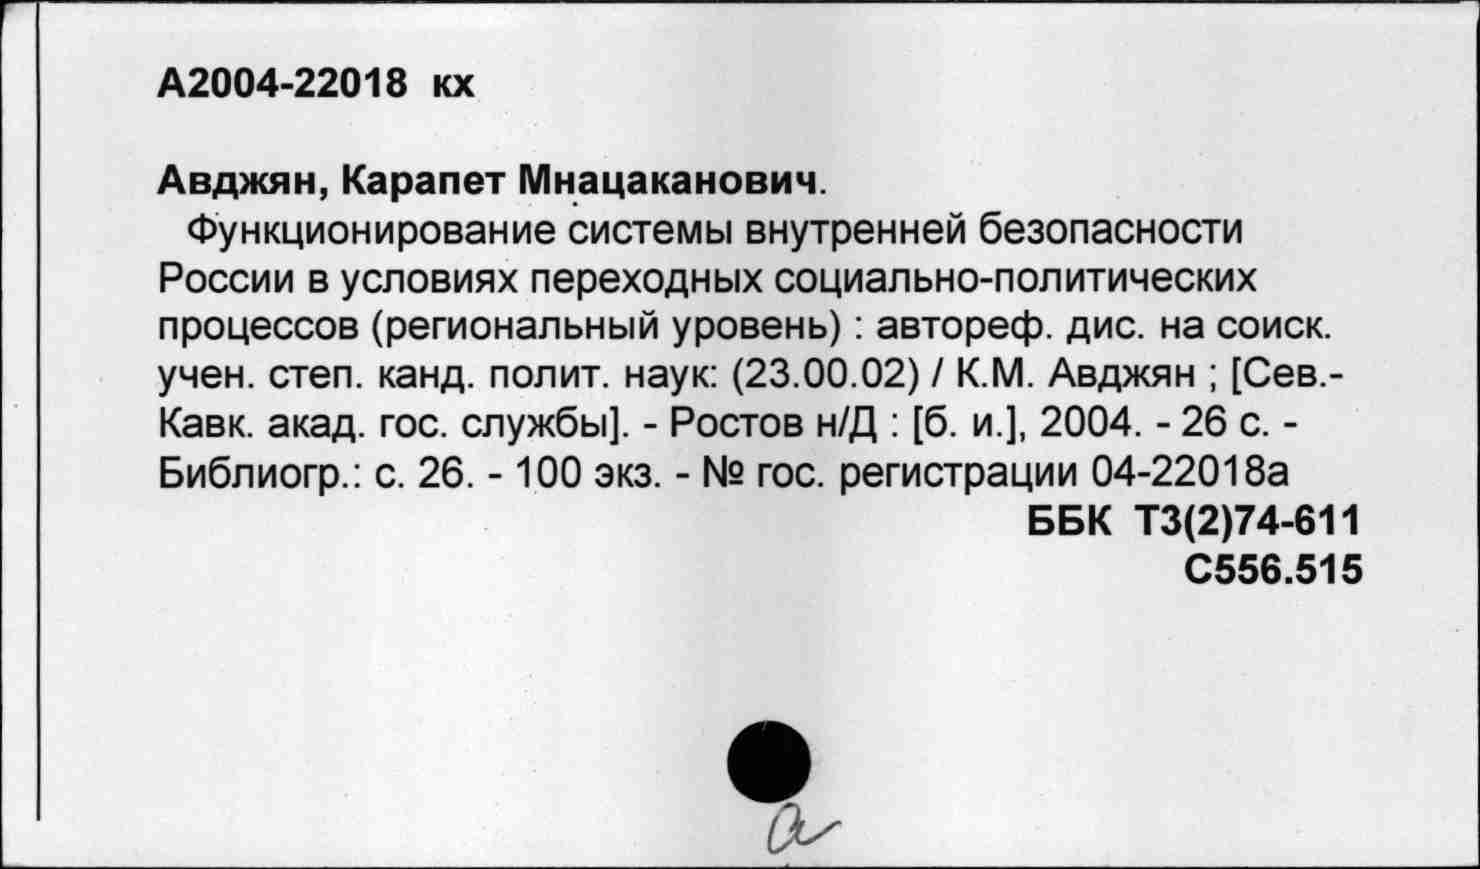 А2004-22018 кх
Авджян, Карапет Мнацаканович.
Функционирование системы внутренней безопасности
России в условиях переходных социально-политических
процессов (региональный уровень) : автореф. дис. на соиск.
учен. степ. канд. полит. наук: (23.00.02) / К.М. Авджян ; [Сев.-
Кавк. акад. гос. службы]. - Ростов н/Д : [б. и.], 2004. - 26 с. -
Библиогр.: с. 26. - 100 экз. - № гос. регистрации 04-22018а
ББК Т3(2)74-611
С556.515
а